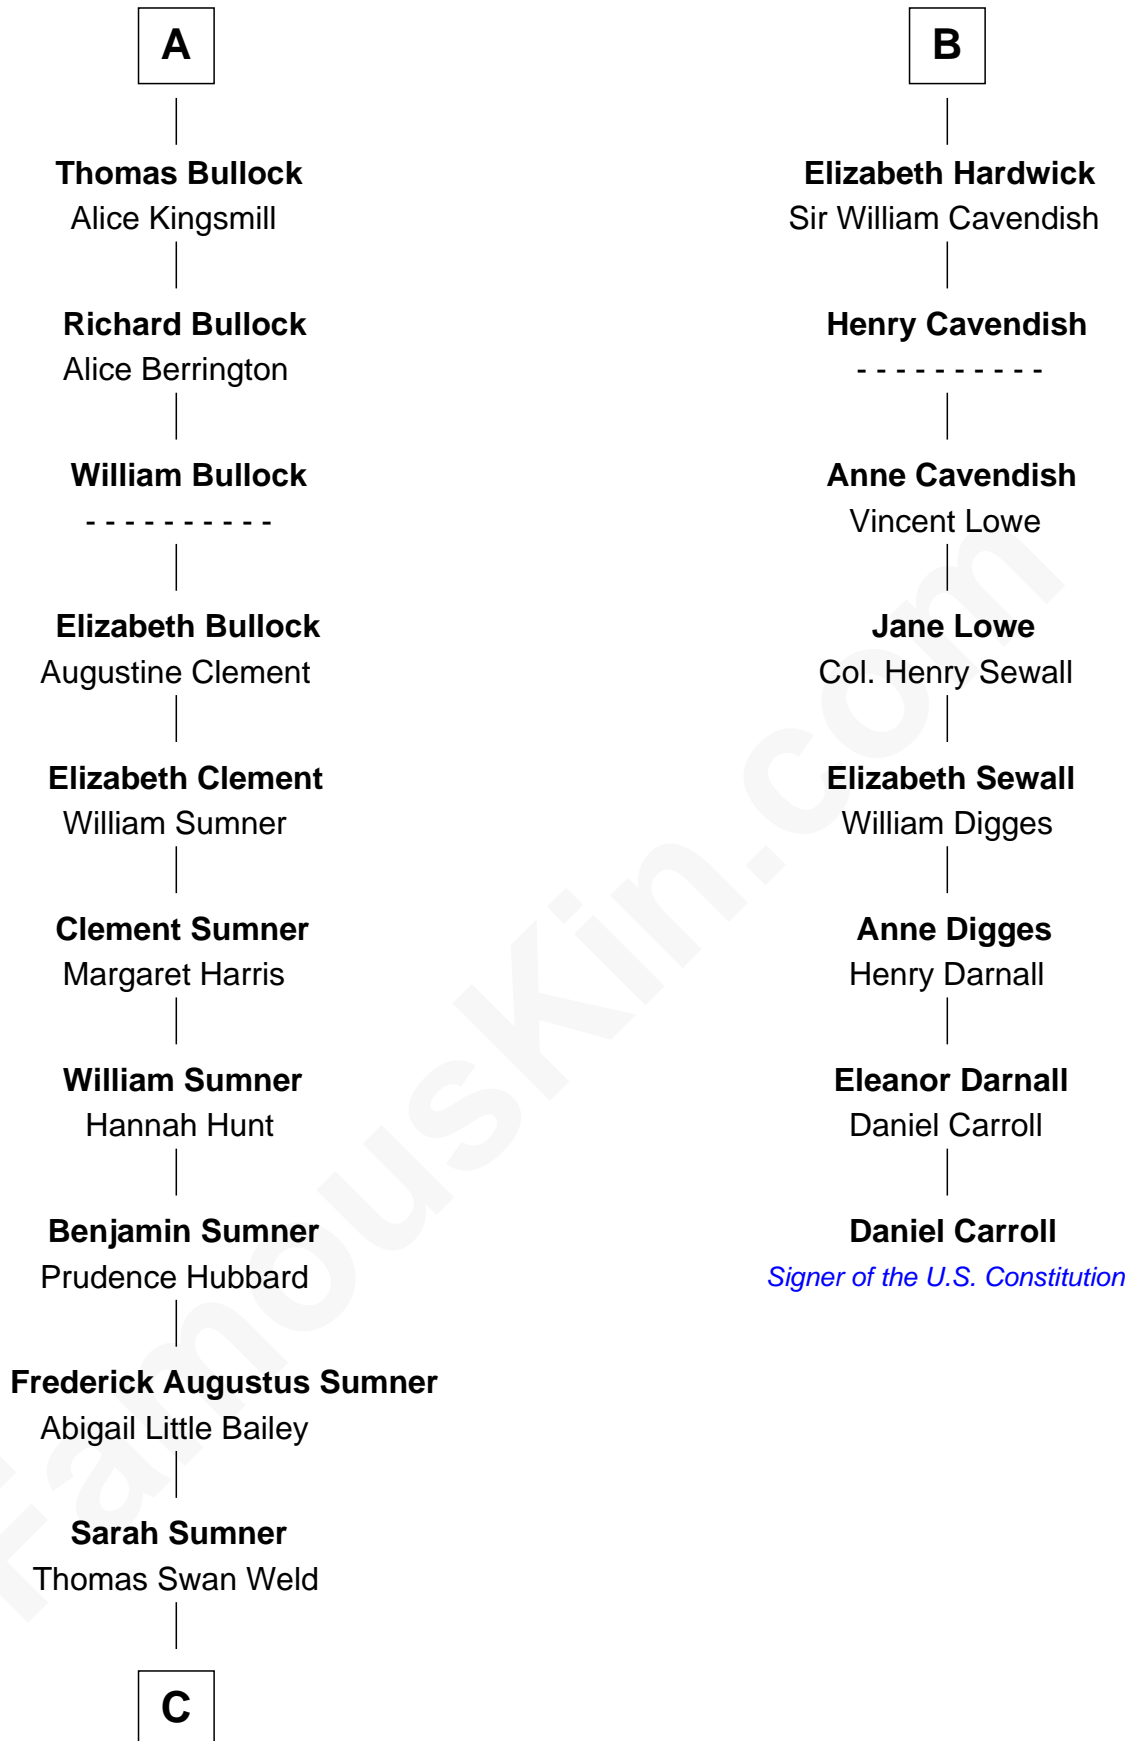 A
Thomas Bullock
Alice Kingsmill
Richard Bullock
Alice Berrington
William Bullock
- - - - - - - - - -
Elizabeth Bullock
Augustine Clement
Elizabeth Clement
William Sumner
Clement Sumner
Margaret Harris
William Sumner
Hannah Hunt
Benjamin Sumner
Prudence Hubbard
Frederick Augustus Sumner
Abigail Little Bailey
Sarah Sumner
Thomas Swan Weld
C
B
Elizabeth Hardwick
Sir William Cavendish
Henry Cavendish
- - - - - - - - - -
Anne Cavendish
Vincent Lowe
Jane Lowe
Col. Henry Sewall
Elizabeth Sewall
William Digges
Anne Digges
Henry Darnall
Eleanor Darnall
Daniel Carroll
Daniel Carroll
Signer of the U.S. Constitution
FamousKin.com